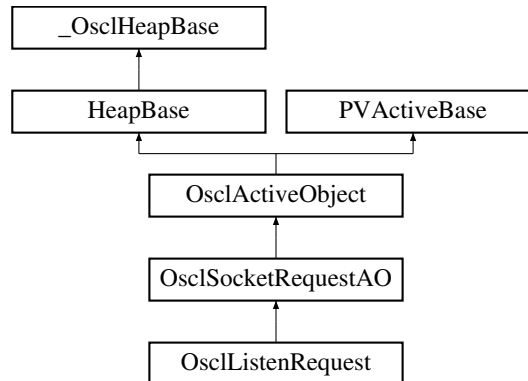 _OsclHeapBase
HeapBase
PVActiveBase
OsclActiveObject
OsclSocketRequestAO
OsclListenRequest